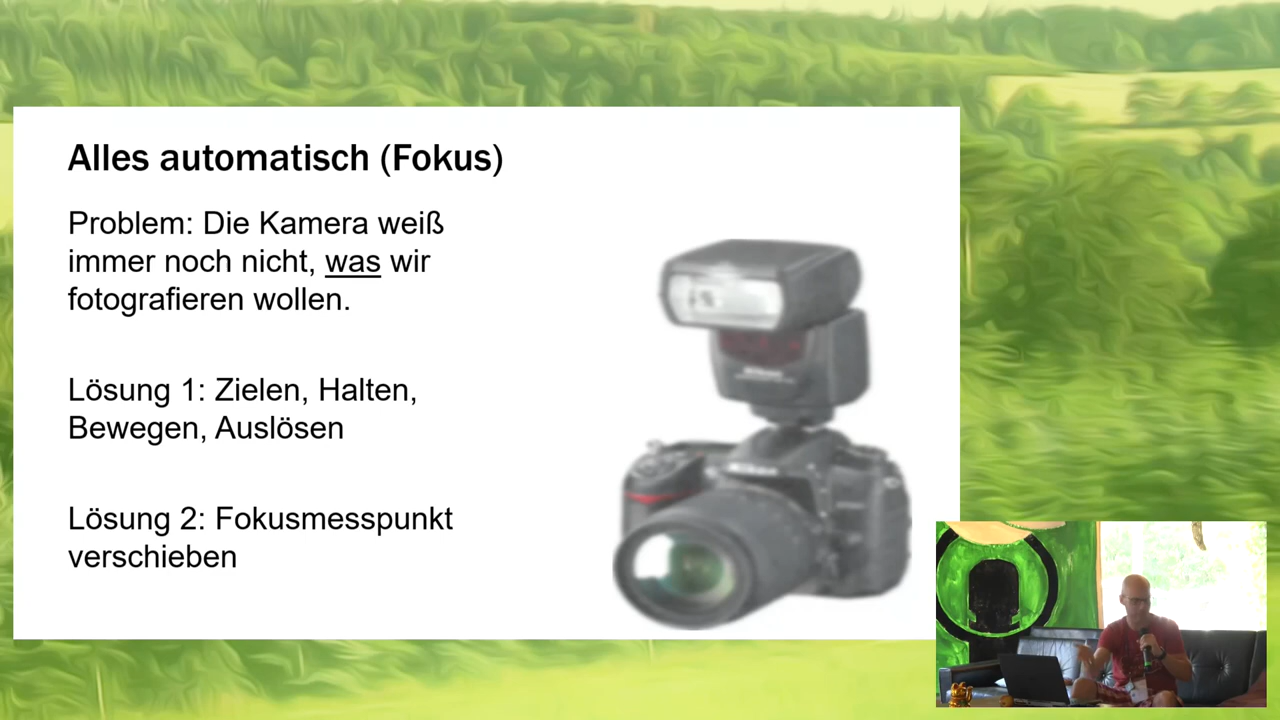 Alles automatisch (Fokus)
Problem: Die Kamera weiß
immer noch nicht, was wir
fotografieren wollen.
Lösung 1: Zielen, Halten,
Bewegen, Auslösen
Lösung 2: Fokusmesspunkt
verschieben